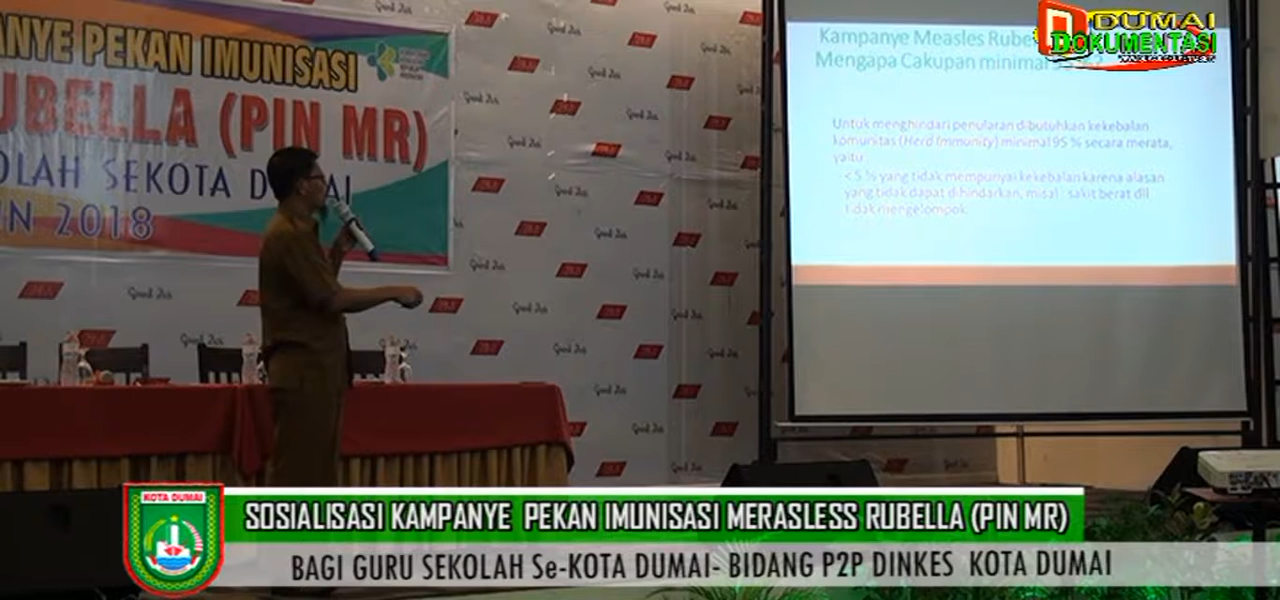 ANYE PEKAN IMUNISASI
UBELLA (PIN MR)
OLAH SEKOTA DUMAI
UN 2018
DUMAI
DOKUMENTASI
Kampanye Measles Rube
Mengapa Cakupan minimal
Untuk menghindari penularan dibutuhkan kekebalan
komunitas (Herd Immunity) minimal 95 % secara merata,
yaitu
< 5 % yang tidak mempunyai kekebalan karena alasan
yang tidak dapat dihindarkan, misal : sakit berat dll
tidak mengelompok
KOTA DUMAI
SOSIALISASI KAMPANYE PEKAN IMUNISASI MERASLESS RUBELLA (PIN MR)
BAGI GURU SEKOLAH Se-KOTA DUMAI- BIDANG P2P DINKES KOTA DUMAI